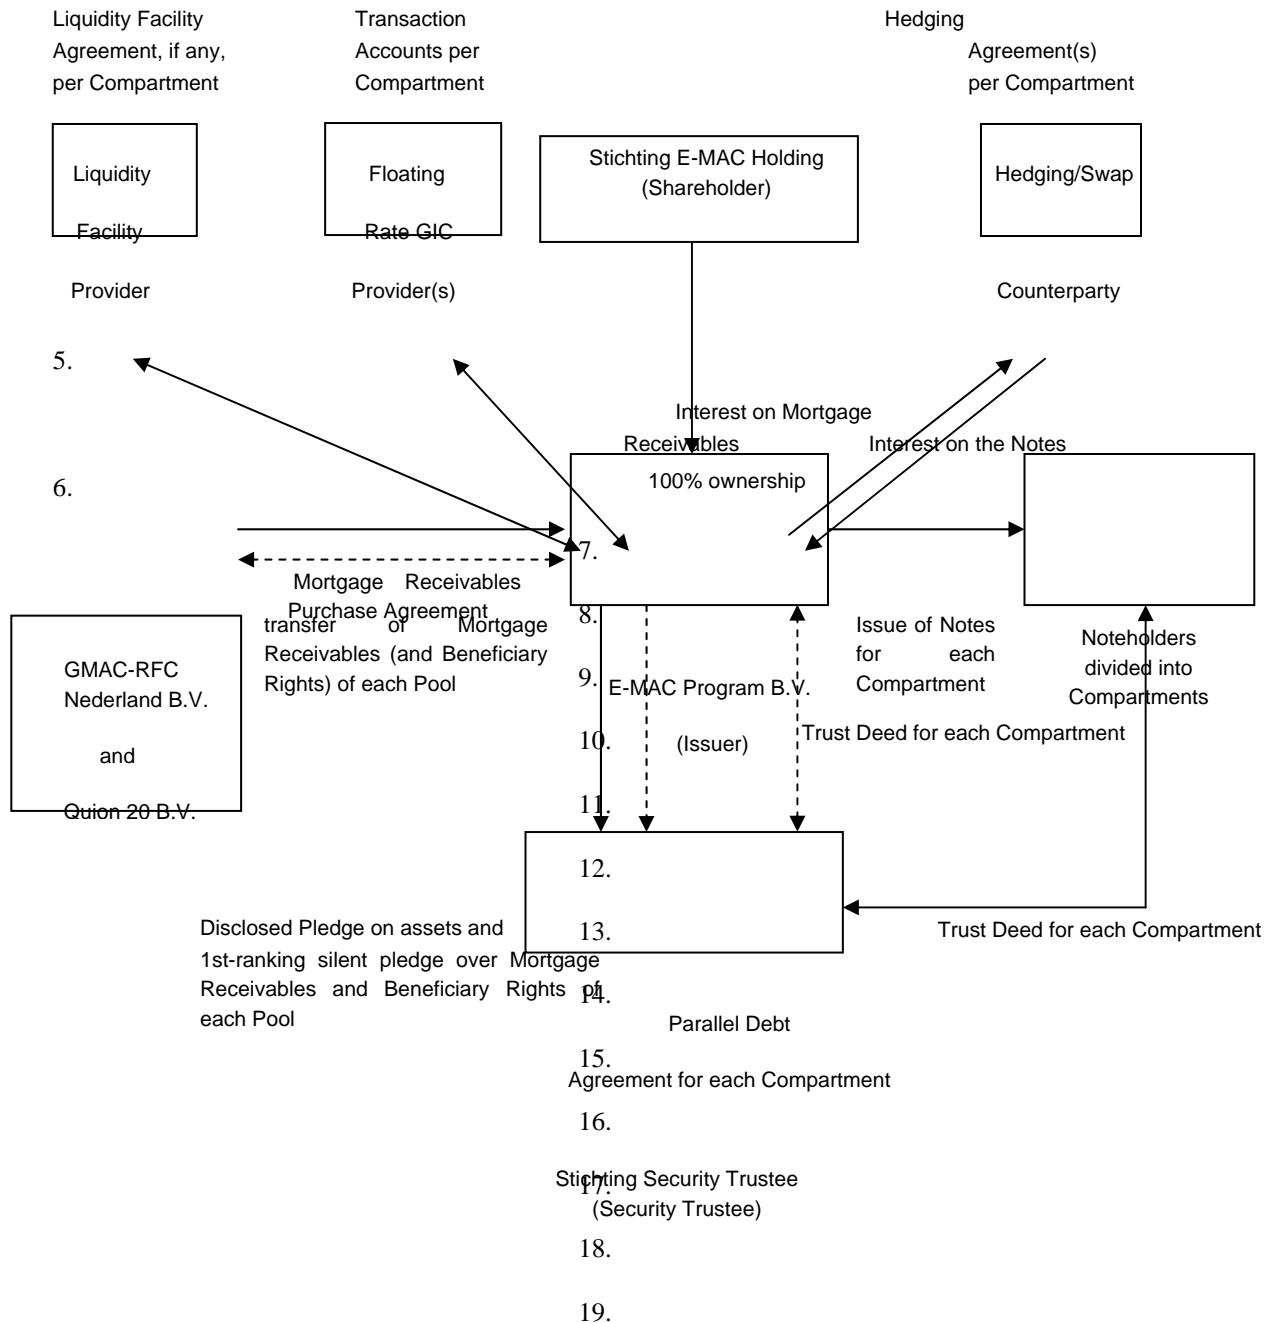 Liquidity Facility
Agreement, if any,
per Compartment
Transaction
Accounts per
Compartment
Hedging
Agreement(s)
per Compartment
Liquidity
Facility
Provider
Floating
Rate GIC
Provider(s)
Stichting E-MAC Holding
(Shareholder)
Hedging/Swap
Counterparty
5.
Interest on Mortgage
Receivables
Interest on the Notes
100% ownership
6.
7.
Mortgage Receivables
Purchase Agreement
transfer of Mortgage
Receivables (and Beneficiary
Rights) of each Pool
8.
Issue of Notes
for each
Compartment
Noteholders
divided into
Compartments
GMAC-RFC
Nederland B.V.
and
Quion 20 B.V.
9.
E-MAC Program B.V.
(Issuer)
10.
Trust Deed for each Compartment
11.
12.
13.
Disclosed Pledge on assets and
1st-ranking silent pledge over Mortgage
Receivables and Beneficiary Rights of
each Pool
Trust Deed for each Compartment
14.
Parallel Debt
15.
Agreement for each Compartment
16.
Stichting Security Trustee
17.
(Security Trustee)
18.
19.